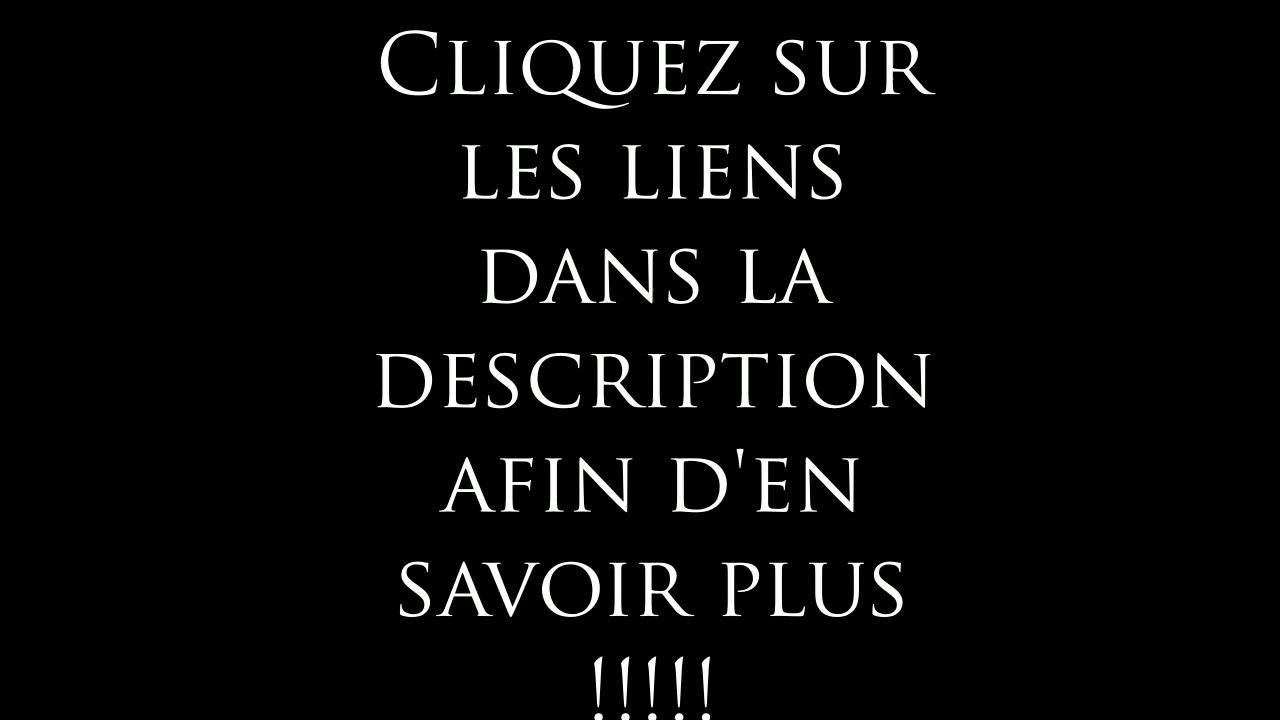 Cliquez sur
les liens
dans la
description
afin d'en
savoir plus
!!!!!